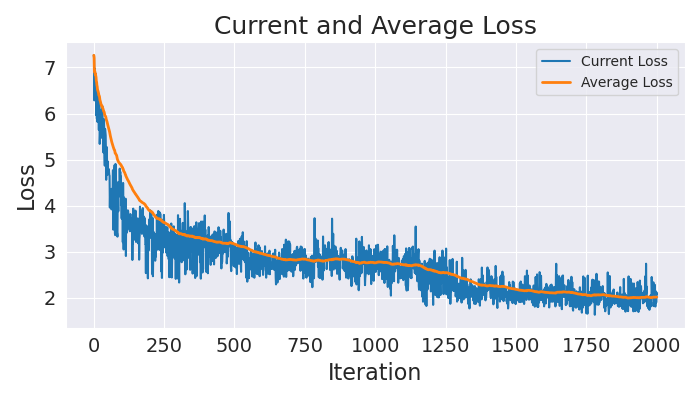 Current and Average Loss
Current Loss
Average Loss
Loss
7
6
5
4
3
2
0 250 500 750 1000 1250 1500 1750 2000
Iteration